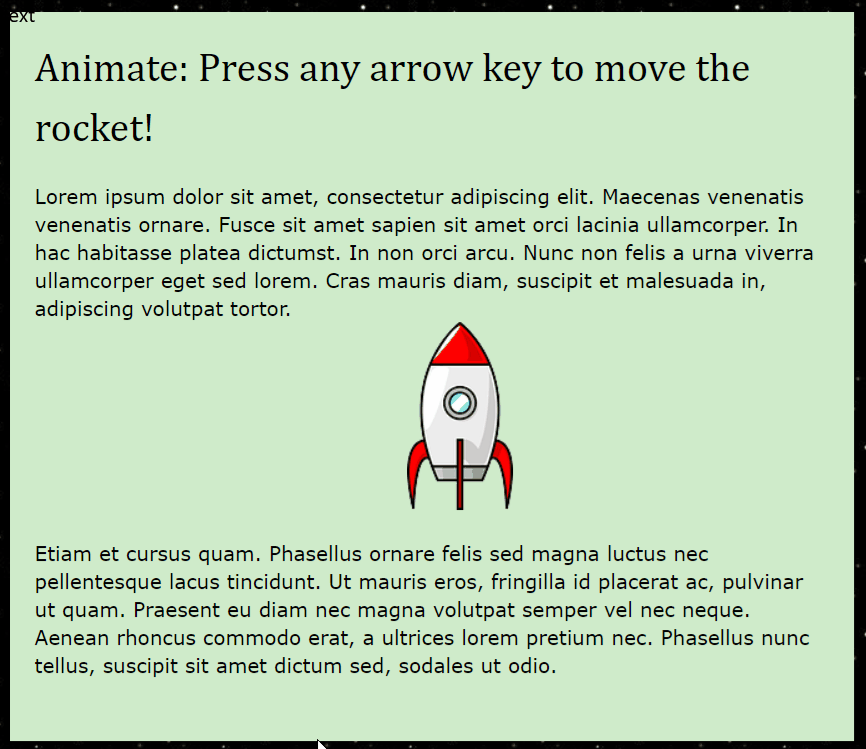 ext
Animate: Press any arrow key to move the
rocket!
Lorem ipsum dolor sit amet, consectetur adipiscing elit. Maecenas venenatis
venenatis ornare. Fusce sit amet sapien sit amet orci lacinia ullamcorper. In
hac habitasse platea dictumst. In non orci arcu. Nunc non felis a urna viverra
ullamcorper eget sed lorem. Cras mauris diam, suscipit et malesuada in,
adipiscing volutpat tortor.
Etiam et cursus quam. Phasellus ornare felis sed magna luctus nec
pellentesque lacus tincidunt. Ut mauris eros, fringilla id placerat ac, pulvinar
ut quam. Praesent eu diam nec magna volutpat semper vel nec neque.
Aenean rhoncus commodo erat, a ultrices lorem pretium nec. Phasellus nunc
tellus, suscipit sit amet dictum sed, sodales ut odio.